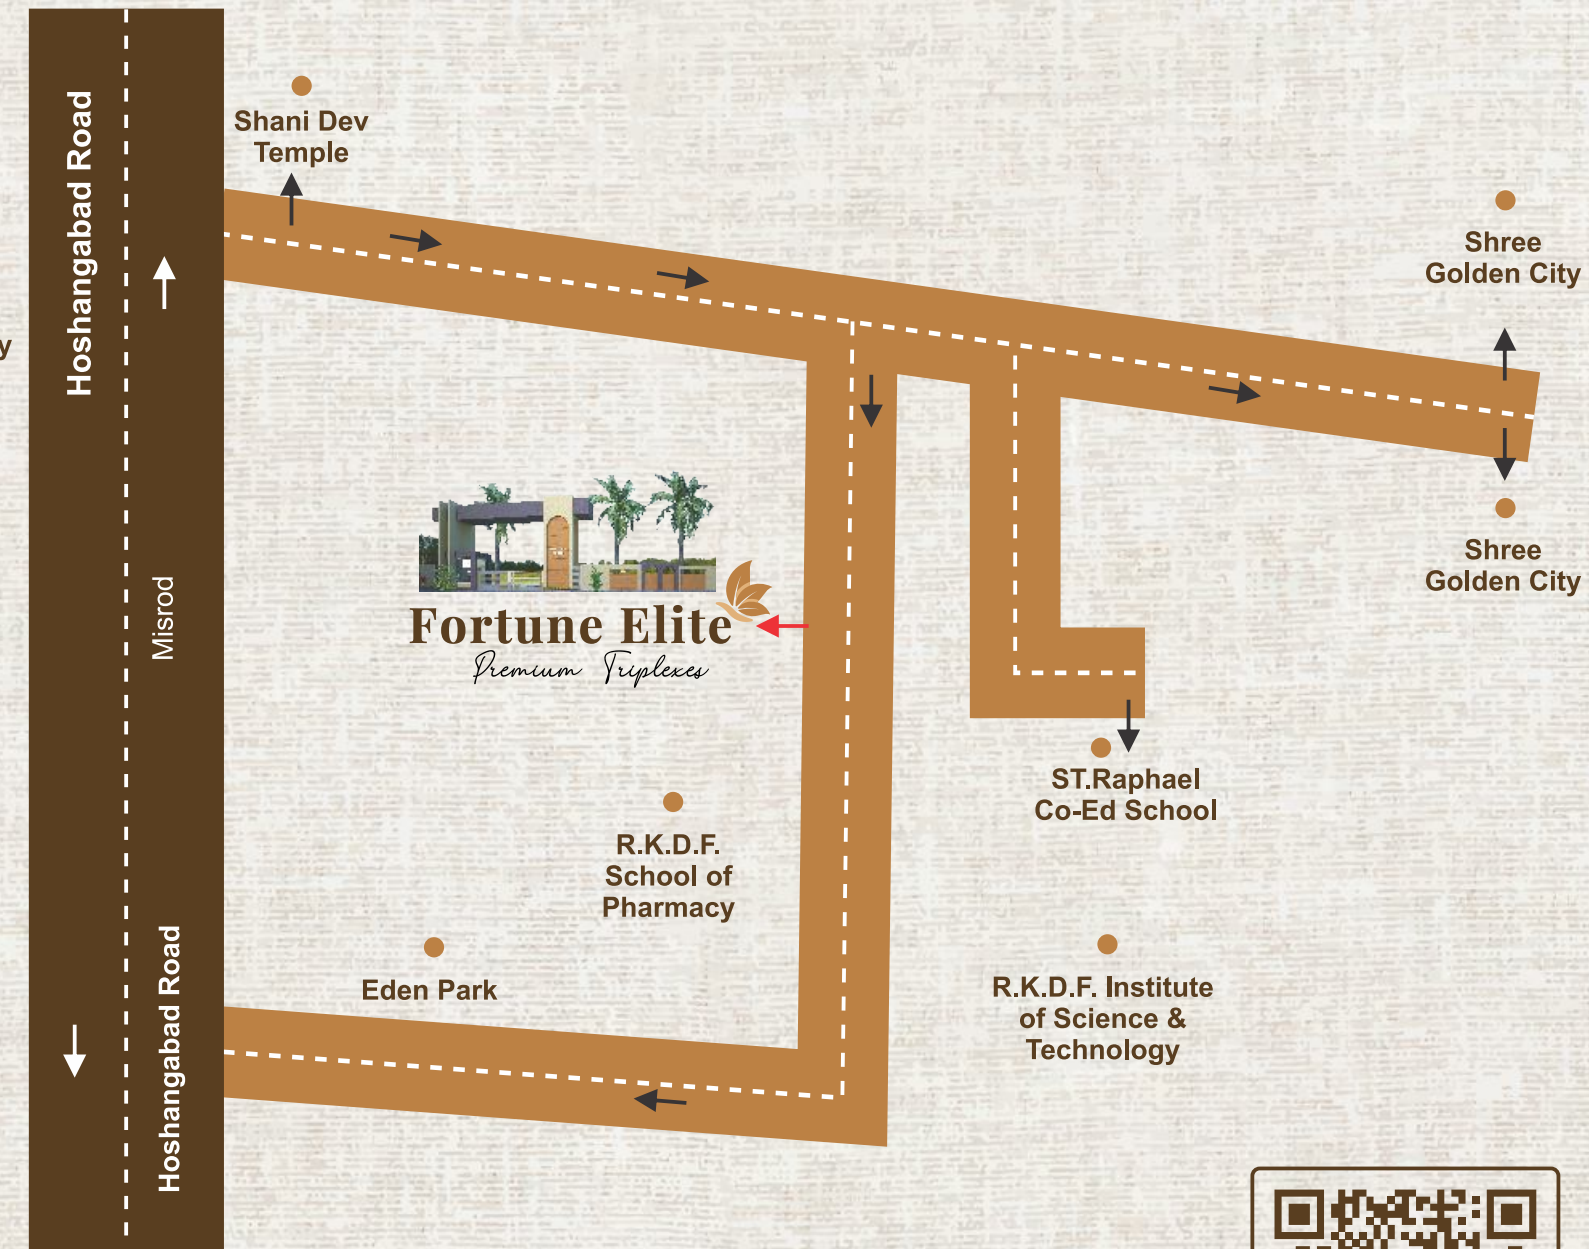 Hoshangabad Road
Shani Dev
Temple
Shree
Golden City
Shree
Golden City
Fortune Elite
Premium Triplexes
Misrod
ST.Raphael
Co-Ed School
R.K.D.F.
School of
Pharmacy
Eden Park
R.K.D.F. Institute
of Science &
Technology
Hoshangabad Road